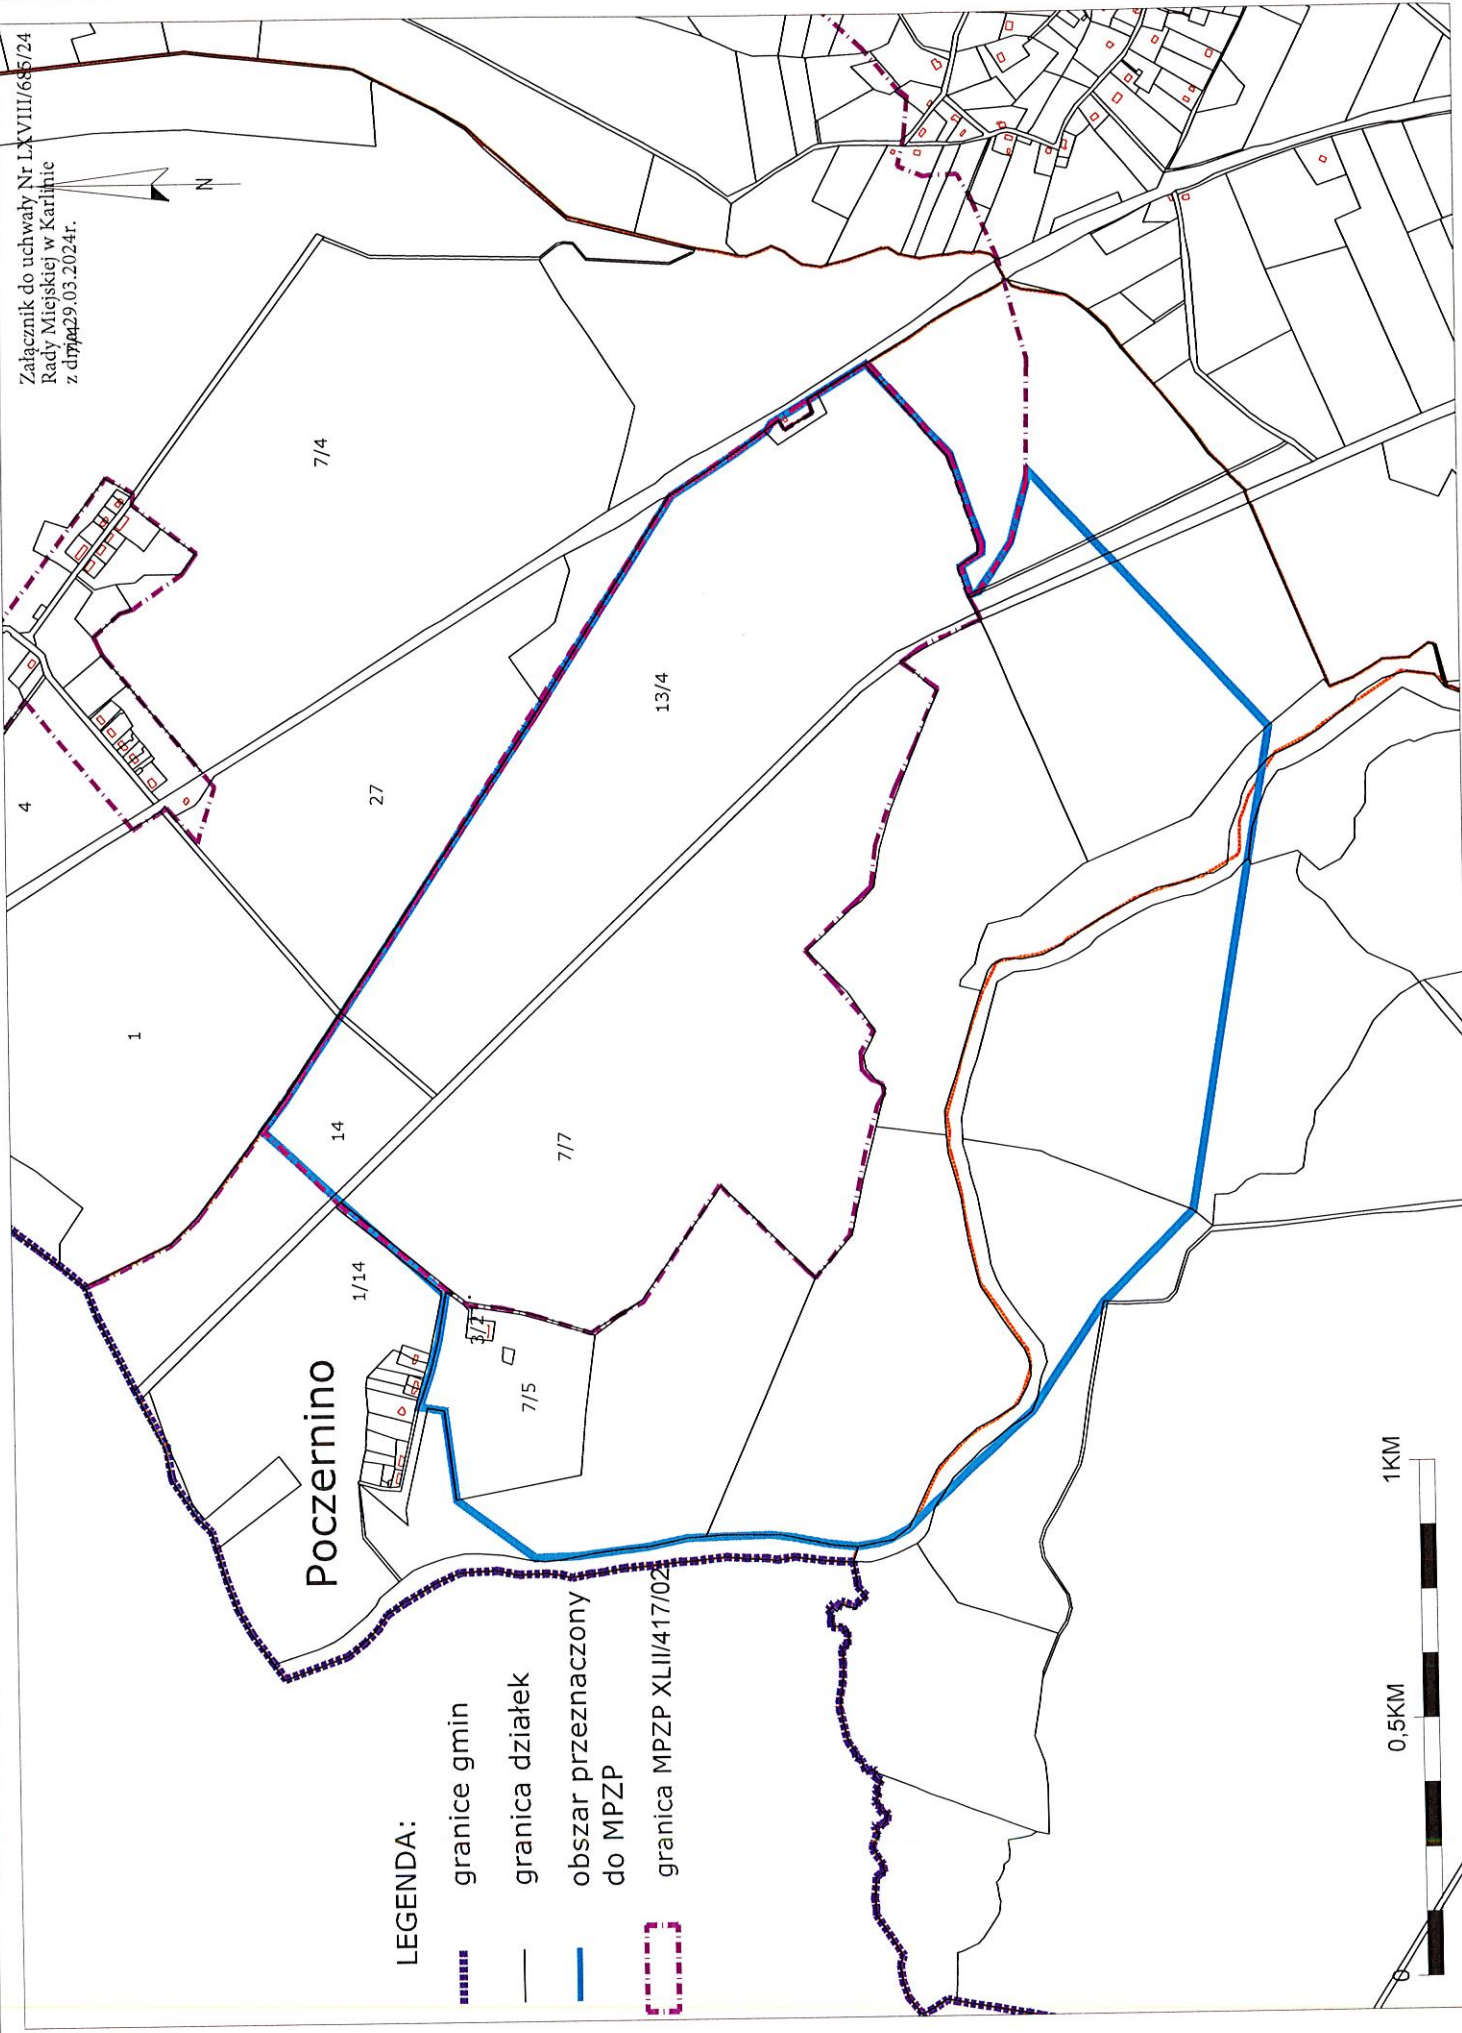 Załącznik do uchwały Nr LXVIII/685/24
Rady Miejskiej w Karlinie
z dnia 29.03.2024r.
N
7/4
4
27
1
13/4
14
7/7
1/14
3/2
7/5
Poczernino
LEGENDA:
granice gmin
granica działek
obszar przeznaczony
do MPZP
granica MPZP XLII/417/02
0
0,5KM
1KM